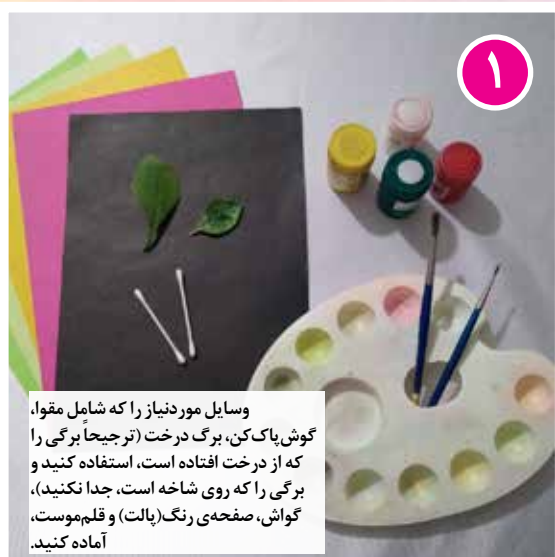 ۱
وسایل موردنیاز را که شامل مقوا،
گوش‌پاک‌کن، برگ درخت (ترجیحاً برگی را
که از درخت افتاده است، استفاده کنید و
برگی را که روی شاخه است، جدا نکنید)،
گواش، صفحه‌ی رنگ(پالت) و قلم‌موست،
آماده کنید.